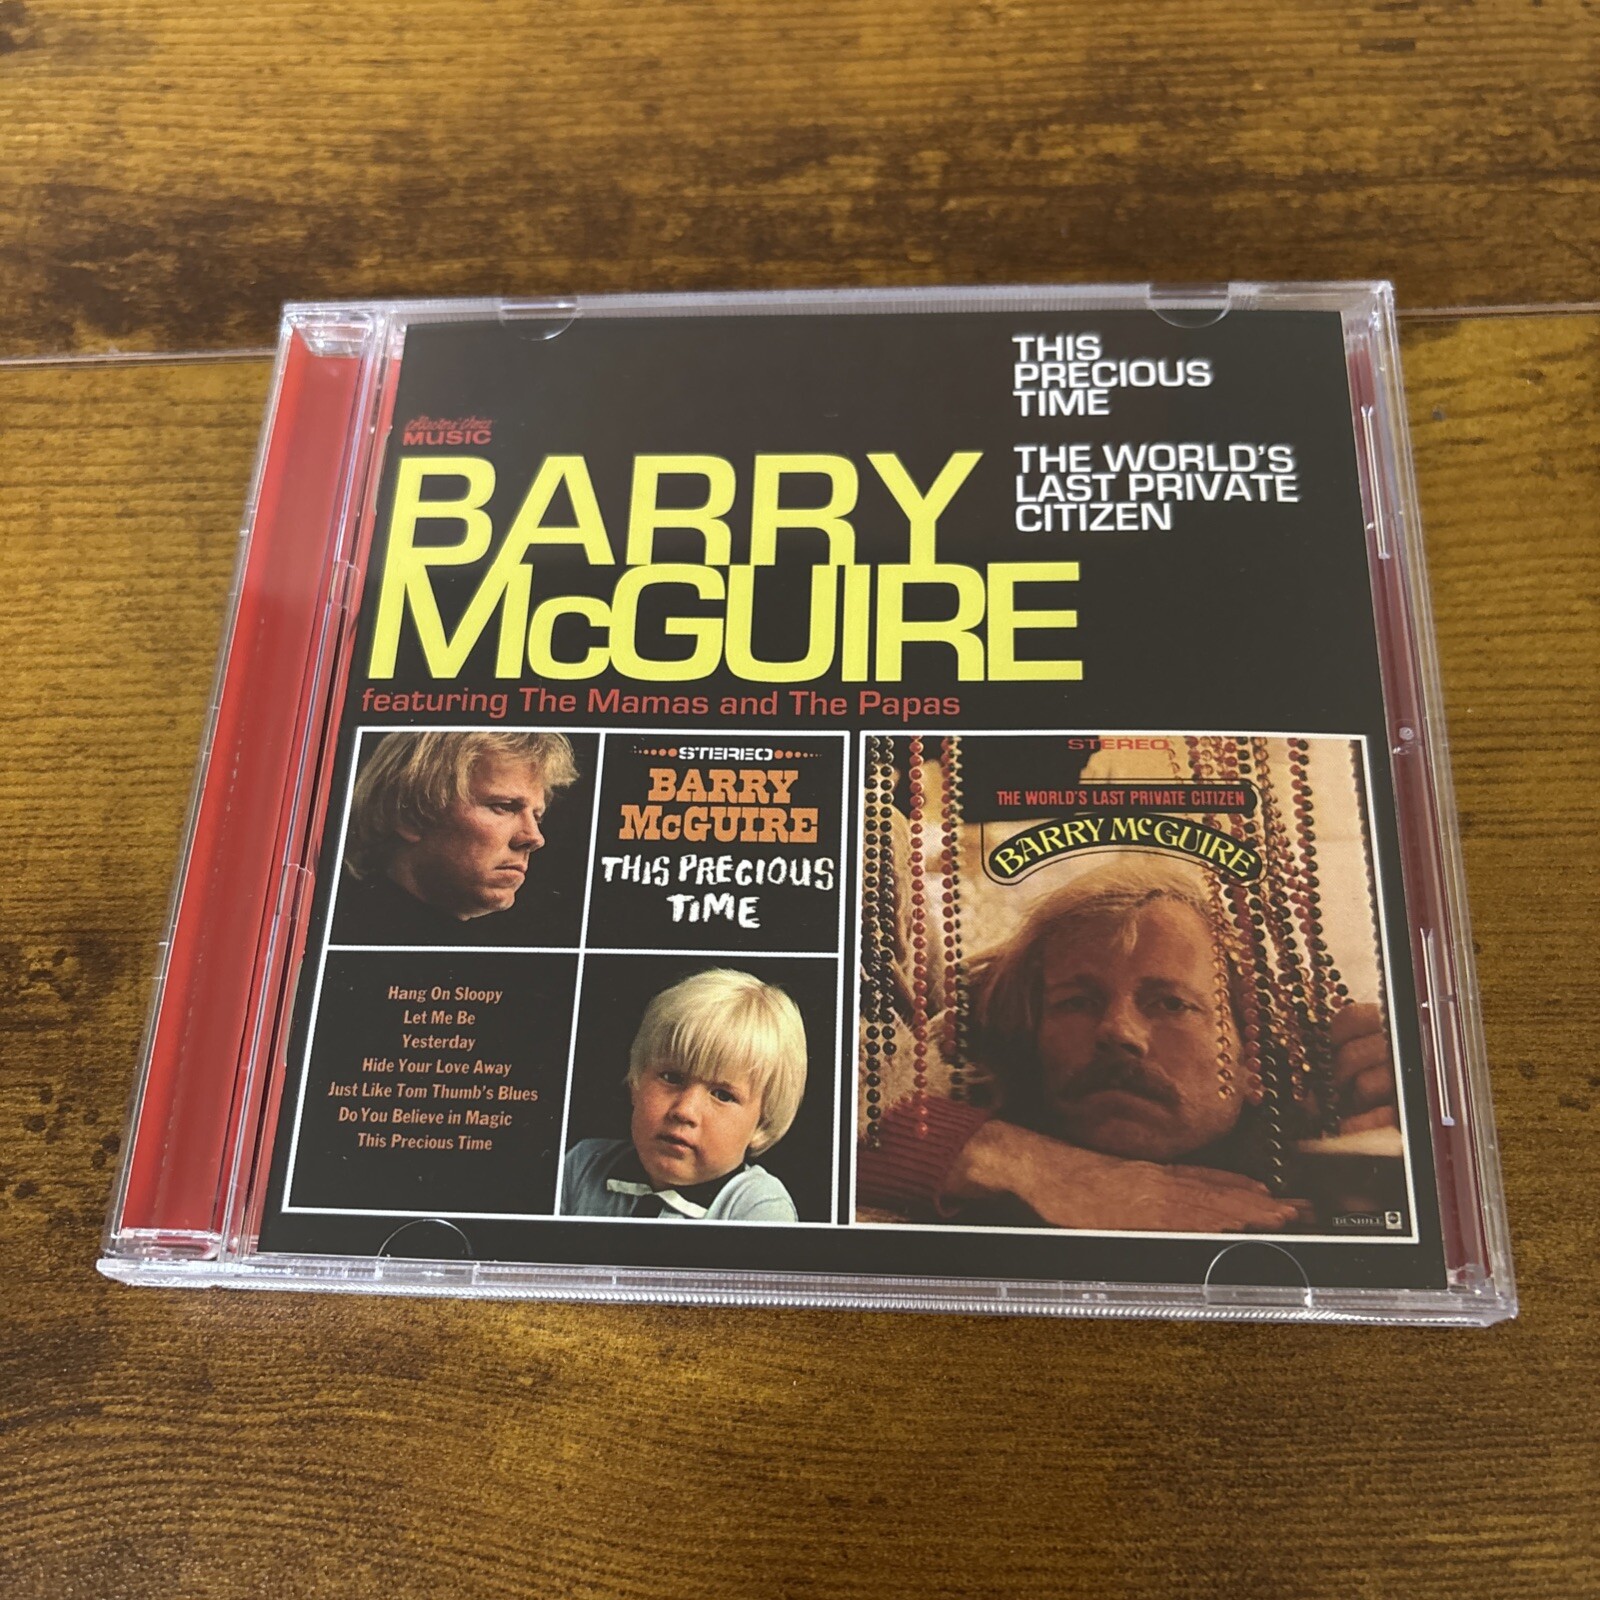 THIS
PRECIOUS
TIME
Collectors' Choice
MUSIC
BARRY
THE WORLD'S
LAST PRIVATE
CITIZEN
McGUIRE
featuring The Mamas and The Papas
STEREO
BARRY
McGUIRE
THIS PRECIOUS
TIME
Hang On Sloopy
Let Me Be
Yesterday
Hide Your Love Away
Just Like Tom Thumb's Blues
Do You Believe in Magic
This Precious Time
STEREO
THE WORLD'S LAST PRIVATE CITIZEN
BARRY McGUIRE
DUNHILL